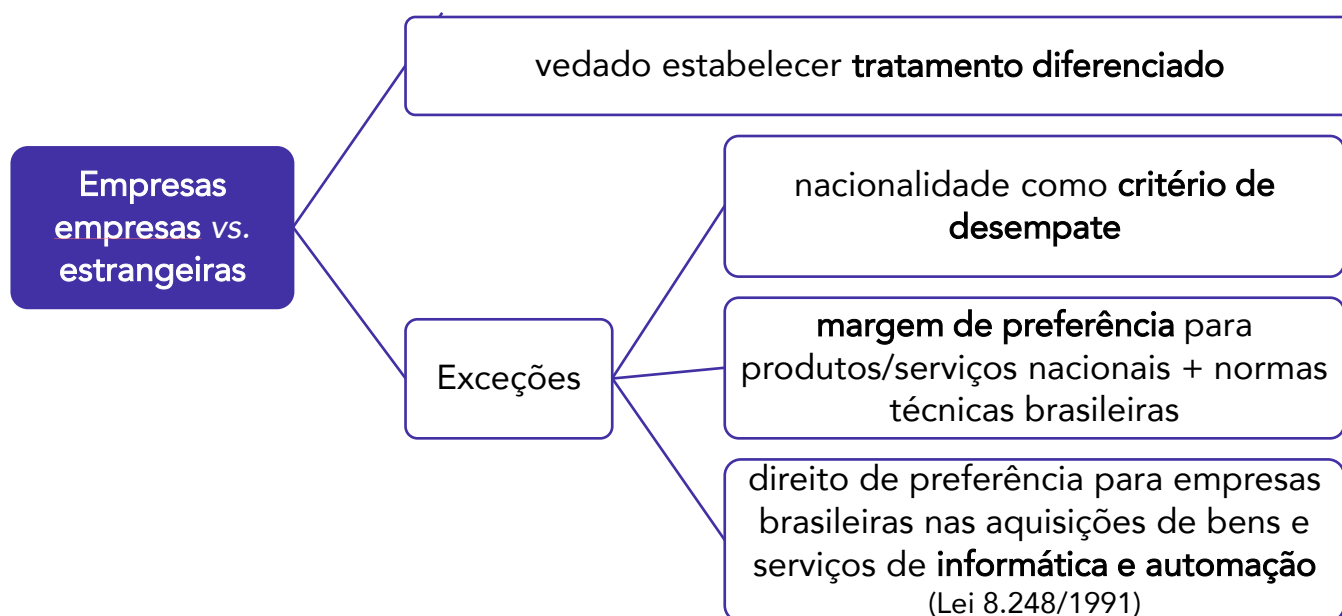 vedado estabelecer tratamento diferenciado
Empresas
empresas vs.
estrangeiras
Exceções
nacionalidade como critério de
desempate
margem de preferência para
produtos/serviços nacionais + normas
técnicas brasileiras
direito de preferência para empresas
brasileiras nas aquisições de bens e
serviços de informática e automação
(Lei 8.248/1991)